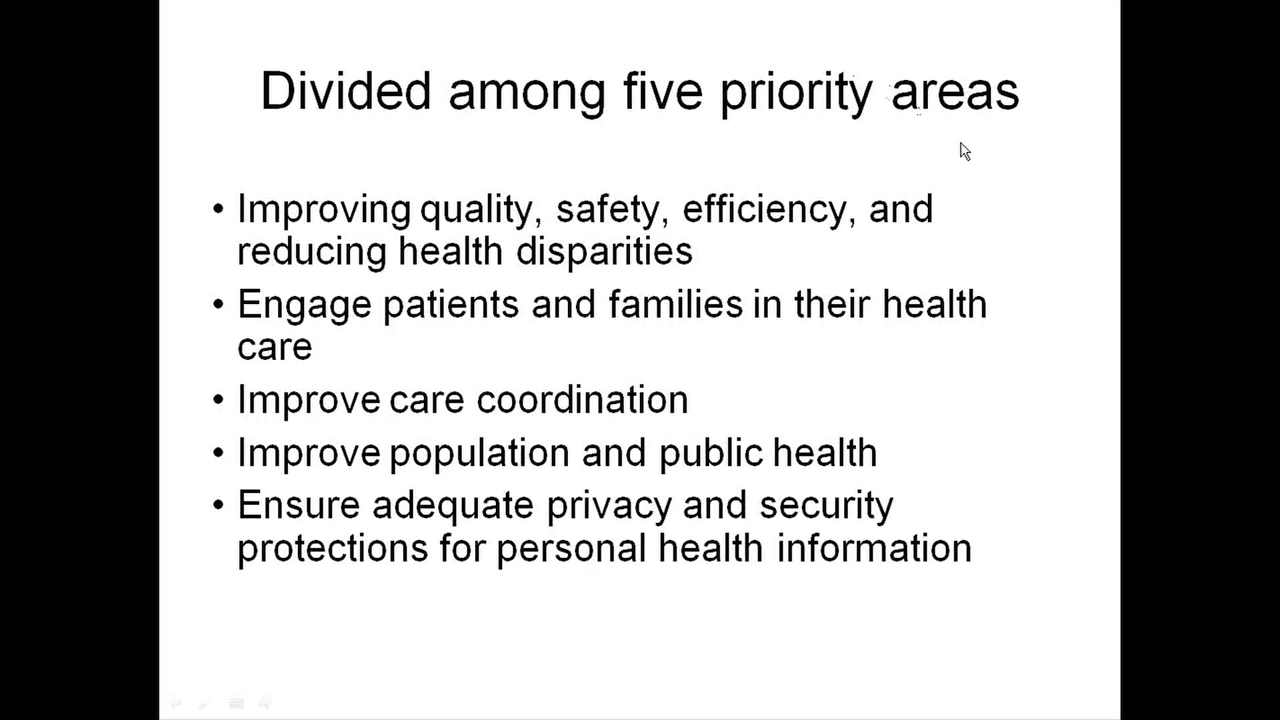 Divided among five priority areas
• Improving quality, safety, efficiency, and
reducing health disparities
• Engage patients and families in their health
care
• Improve care coordination
• Improve population and public health
• Ensure adequate privacy and security
protections for personal health information